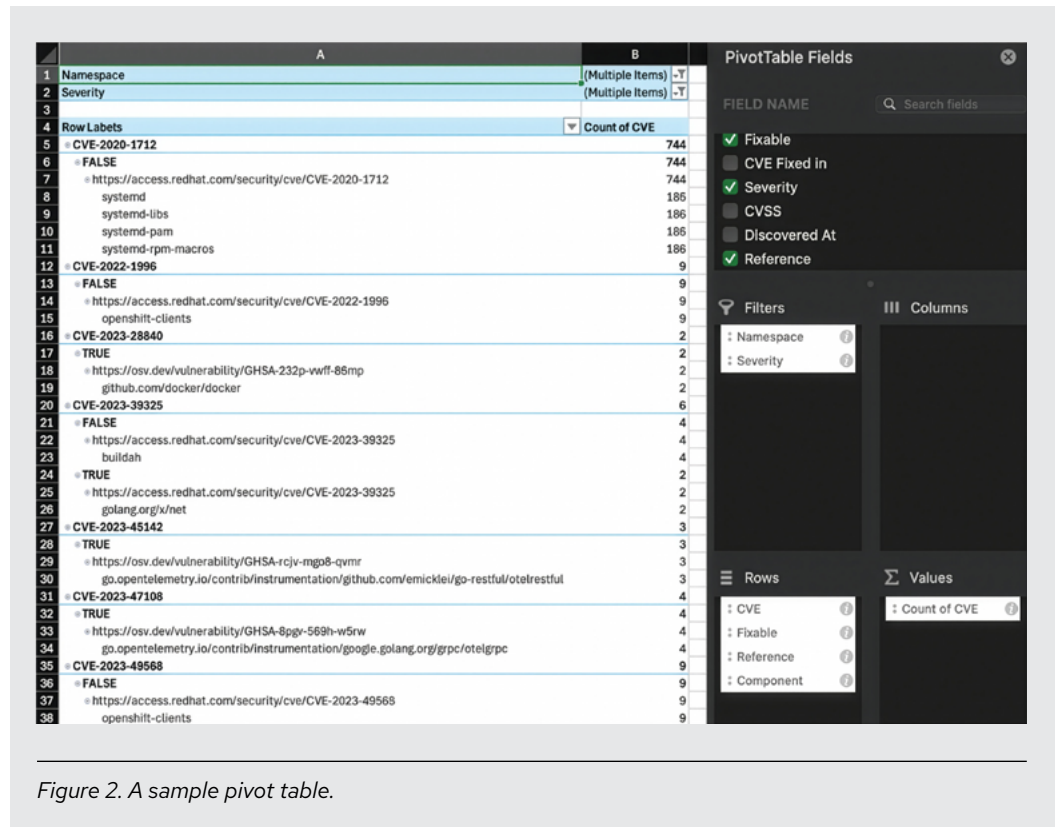 A B
1 Namespace (Multiple Items)
2 Severity (Multiple Items)
3
4 Row Labels Count of CVE
5 CVE-2020-1712 744
6 FALSE 744
7 https://access.redhat.com/security/cve/CVE-2020-1712 744
8 systemd 186
9 systemd-libs 186
10 systemd-pam 186
11 systemd-rpm-macros 186
12 CVE-2022-1996 9
13 FALSE 9
14 https://access.redhat.com/security/cve/CVE-2022-1996 9
15 openshift-clients 9
16 CVE-2023-28840 2
17 TRUE 2
18 https://osv.dev/vulnerability/GHSA-232p-vwff-86mp 2
19 github.com/docker/docker 2
20 CVE-2023-39325 6
21 FALSE 4
22 https://access.redhat.com/security/cve/CVE-2023-39325 4
23 buildah 4
24 TRUE 2
25 https://access.redhat.com/security/cve/CVE-2023-39325 2
26 golang.org/x/net 2
27 CVE-2023-45142 3
28 TRUE 3
29 https://osv.dev/vulnerability/GHSA-rcjv-mgo8-qvmr 3
30 go.opentelemetry.io/contrib/instrumentation/github.com/emicklei/go-restful/otelrestful 3
31 CVE-2023-47108 4
32 TRUE 4
33 https://osv.dev/vulnerability/GHSA-8pgv-569h-w5rw 4
34 go.opentelemetry.io/contrib/instrumentation/google.golang.org/grpc/otelgrpc 4
35 CVE-2023-49568 9
36 FALSE 9
37 https://access.redhat.com/security/cve/CVE-2023-49568 9
38 openshift-clients 9
PivotTable Fields
FIELD NAME Search fields
Fixable
CVE Fixed in
Severity
CVSS
Discovered At
Reference
Filters Columns
Namespace
Severity
Rows Values
CVE Count of CVE
Fixable
Reference
Component
Figure 2. A sample pivot table.